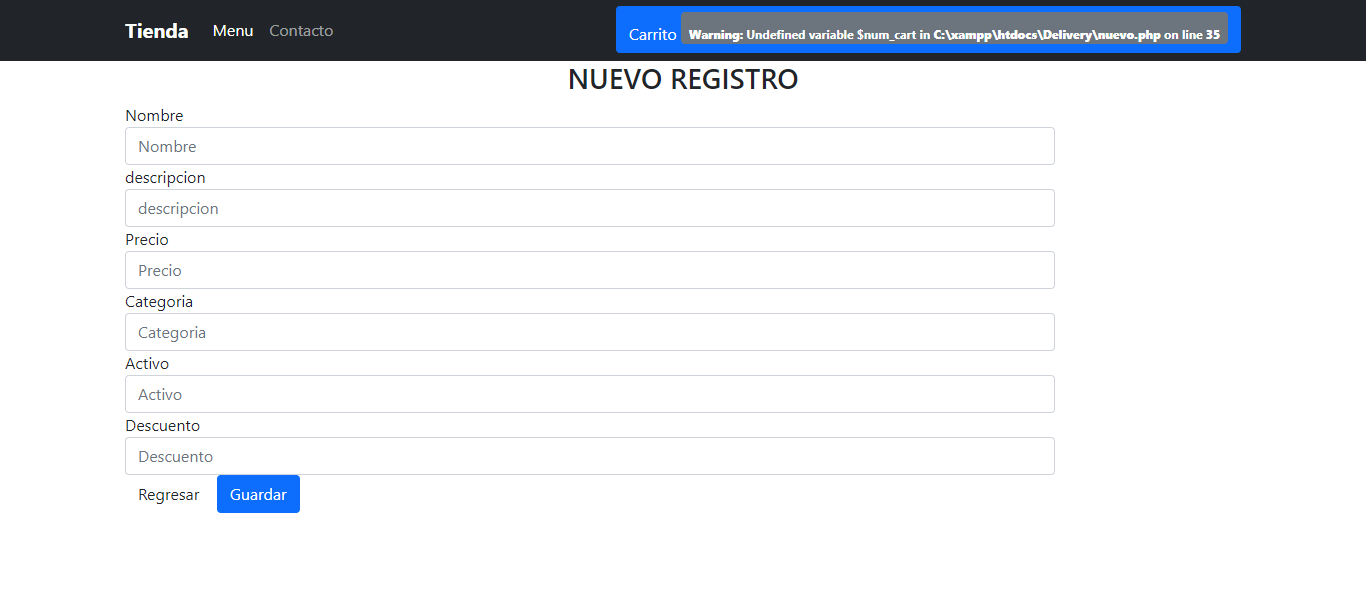 Tienda Menu Contacto Carrito Warning: Undefined variable $num_cart in C:\xampp\htdocs\Delivery\nuevo.php on line 35
NUEVO REGISTRO
Nombre
Nombre
descripcion
descripcion
Precio
Precio
Categoria
Categoria
Activo
Activo
Descuento
Descuento
Regresar Guardar